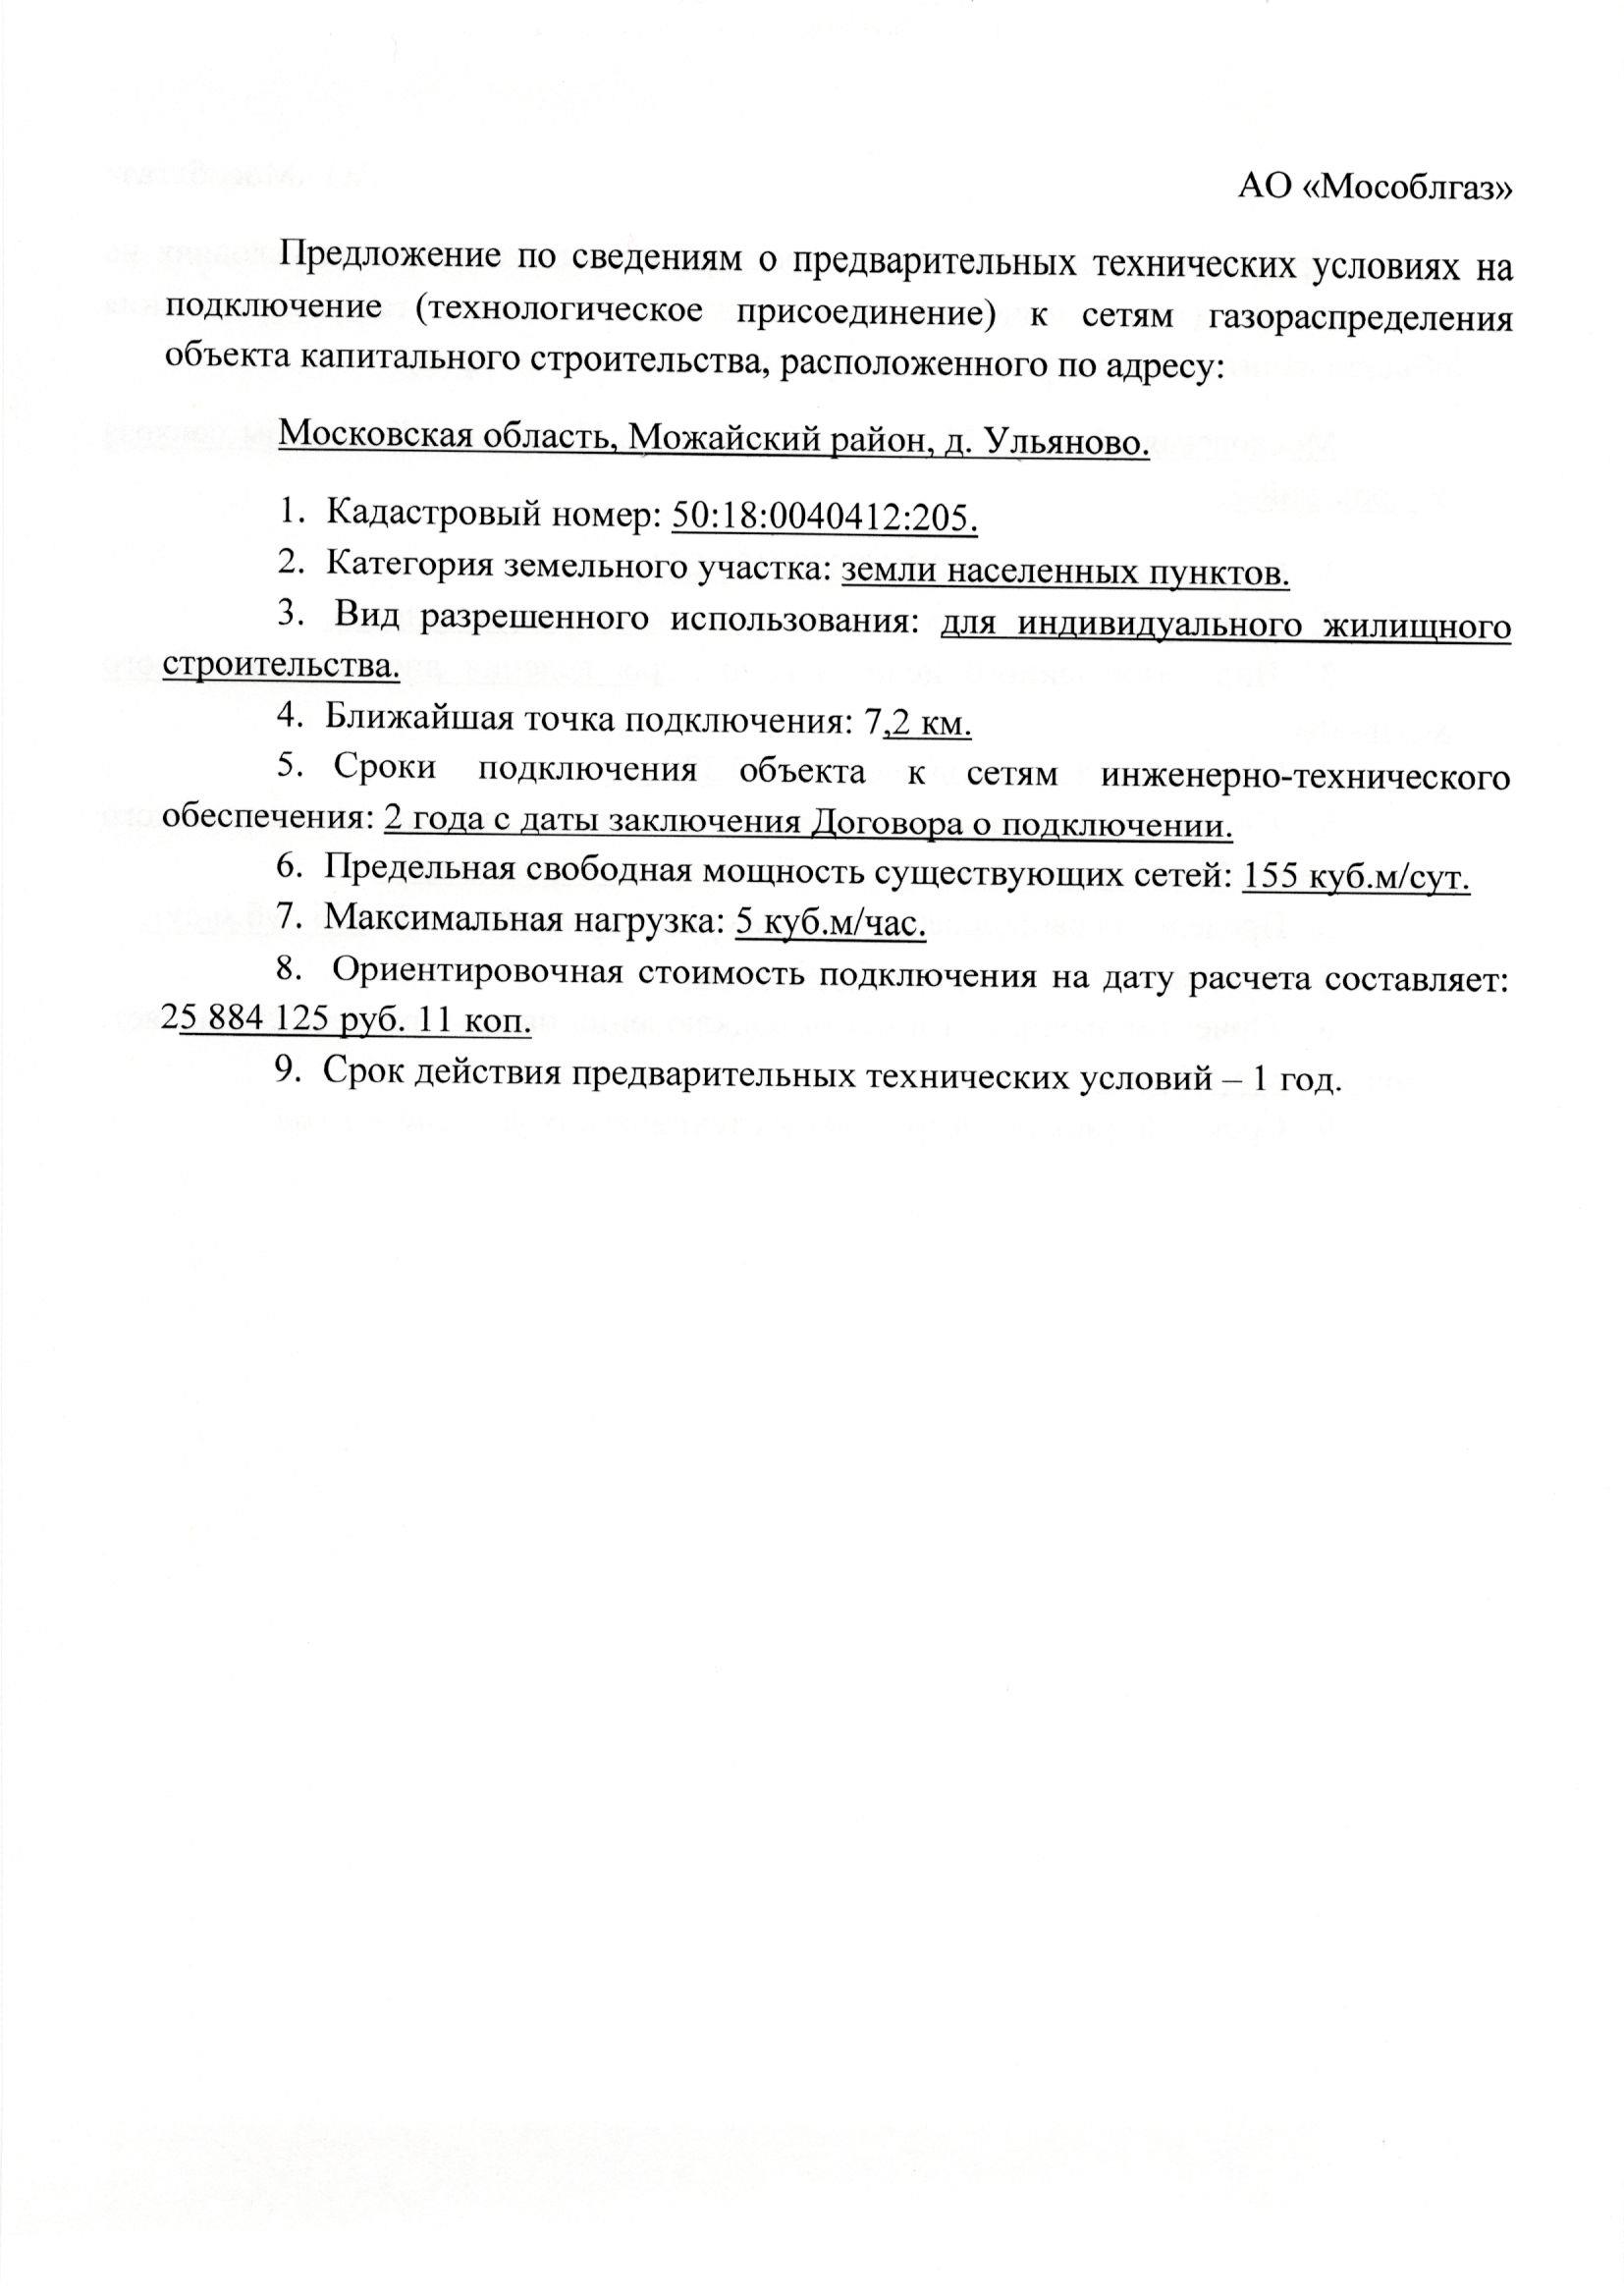 АО «Мособлгаз»
Предложение по сведениям о предварительных технических условиях на
подключение (технологическое присоединение) к сетям газораспределения
объекта капитального строительства, расположенного по адресу:
Московская область, Можайский район, д. Ульяново.
1. Кадастровый номер: 50:18:0040412:205.
2. Категория земельного участка: земли населенных пунктов.
3. Вид разрешенного использования: для индивидуального жилищного
строительства.
4. Ближайшая точка подключения: 7,2 км.
5. Сроки подключения объекта к сетям инженерно-технического
обеспечения: 2 года с даты заключения Договора о подключении.
6. Предельная свободная мощность существующих сетей: 155 куб.м/сут.
7. Максимальная нагрузка: 5 куб.м/час.
8. Ориентировочная стоимость подключения на дату расчета составляет:
25 884 125 руб. 11 коп.
9. Срок действия предварительных технических условий – 1 год.